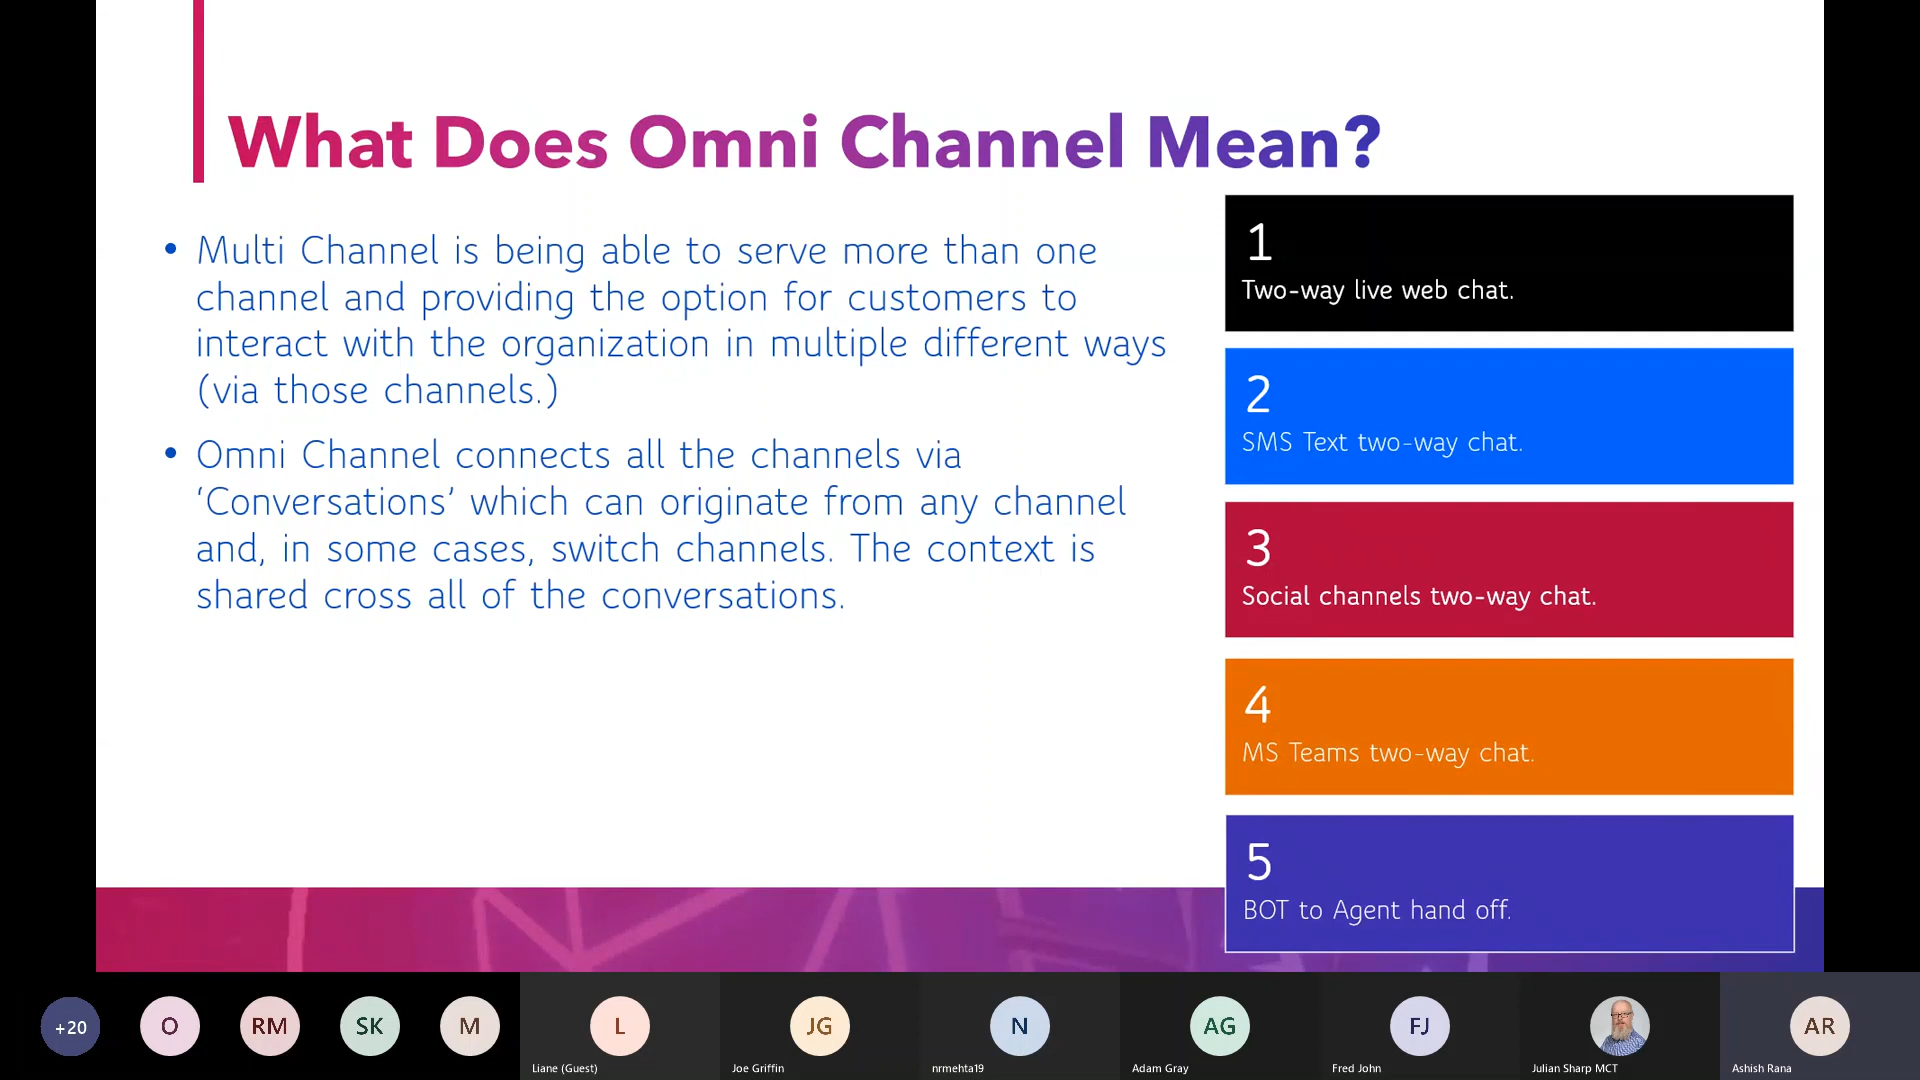 What Does Omni Channel Mean?
• Multi Channel is being able to serve more than one
channel and providing the option for customers to
interact with the organization in multiple different ways
(via those channels.)
• Omni Channel connects all the channels via
‘Conversations’ which can originate from any channel
and, in some cases, switch channels. The context is
shared cross all of the conversations.
1
Two-way live web chat.
2
SMS Text two-way chat.
3
Social channels two-way chat.
4
MS Teams two-way chat.
5
BOT to Agent hand off.
+20
O
RM
SK
M
L
Liane (Guest)
JG
Joe Griffin
N
nrmehta19
AG
Adam Gray
FJ
Fred John
Julian Sharp MCT
AR
Ashish Rana